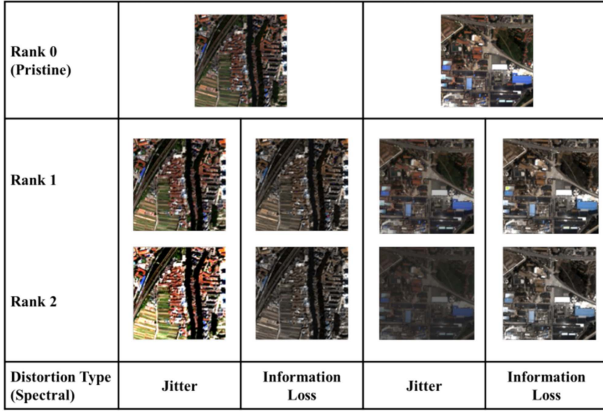 Rank 0
(Pristine)
Rank 1
Rank 2
Distortion Type
(Spectral)
Jitter
Information
Loss
Jitter
Information
Loss